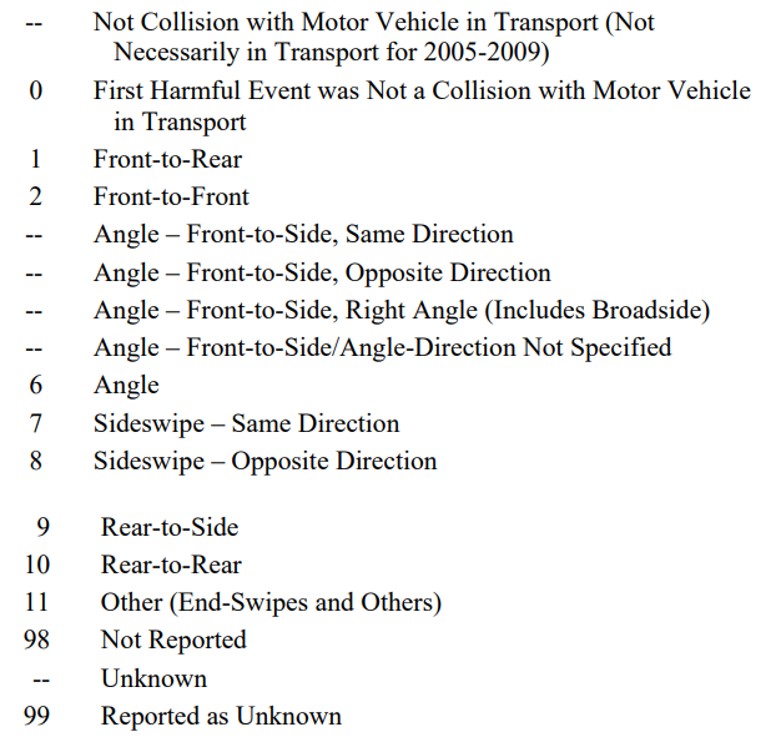 -- Not Collision with Motor Vehicle in Transport (Not
Necessarily in Transport for 2005-2009)
0 First Harmful Event was Not a Collision with Motor Vehicle
in Transport
1 Front-to-Rear
2 Front-to-Front
-- Angle – Front-to-Side, Same Direction
-- Angle – Front-to-Side, Opposite Direction
-- Angle – Front-to-Side, Right Angle (Includes Broadside)
-- Angle – Front-to-Side/Angle-Direction Not Specified
6 Angle
7 Sideswipe – Same Direction
8 Sideswipe – Opposite Direction
9 Rear-to-Side
10 Rear-to-Rear
11 Other (End-Swipes and Others)
98 Not Reported
-- Unknown
99 Reported as Unknown